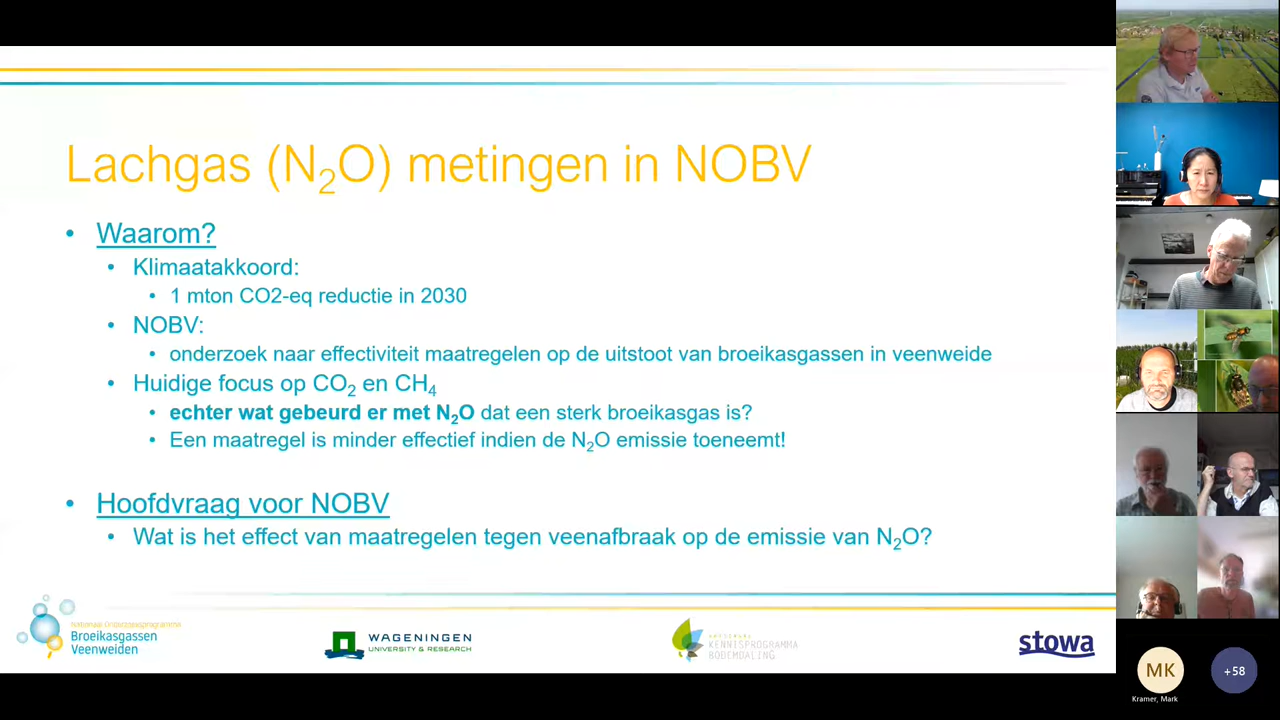 Lachgas (N₂O) metingen in NOBV
• Waarom?
• Klimaatakkoord:
• 1 mton CO2-eq reductie in 2030
• NOBV:
• onderzoek naar effectiviteit maatregelen op de uitstoot van broeikasgassen in veenweide
• Huidige focus op CO₂ en CH₄
• echter wat gebeurd er met N₂O dat een sterk broeikasgas is?
• Een maatregel is minder effectief indien de N₂O emissie toeneemt!
• Hoofdvraag voor NOBV
• Wat is het effect van maatregelen tegen veenafbraak op de emissie van N₂O?
Nationale Onderzoeksprogramma
Broeikasgassen
Veenweiden
WAGENINGEN
UNIVERSITY & RESEARCH
NATIONAAL
KENNISPROGRAMMA
BODEMDALING
stowa
MK
+58
Kramer, Mark